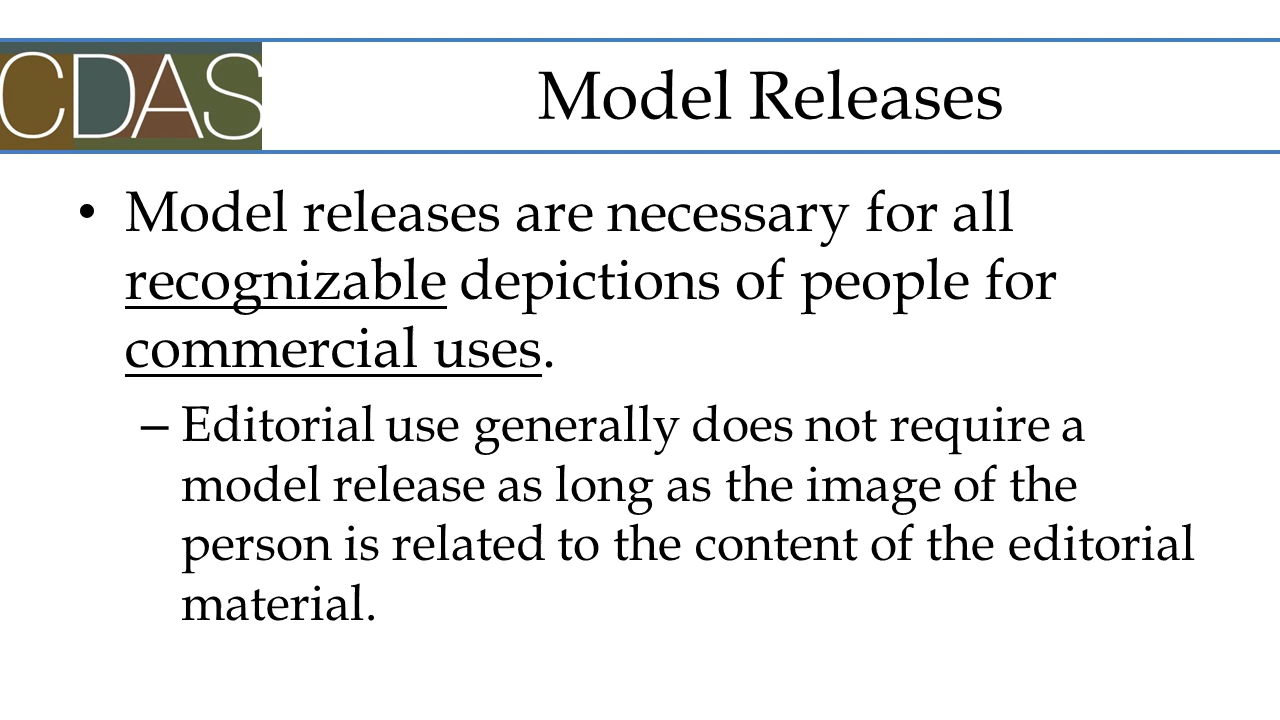 CDAS
Model Releases
• Model releases are necessary for all
recognizable depictions of people for
commercial uses.
– Editorial use generally does not require a
model release as long as the image of the
person is related to the content of the editorial
material.